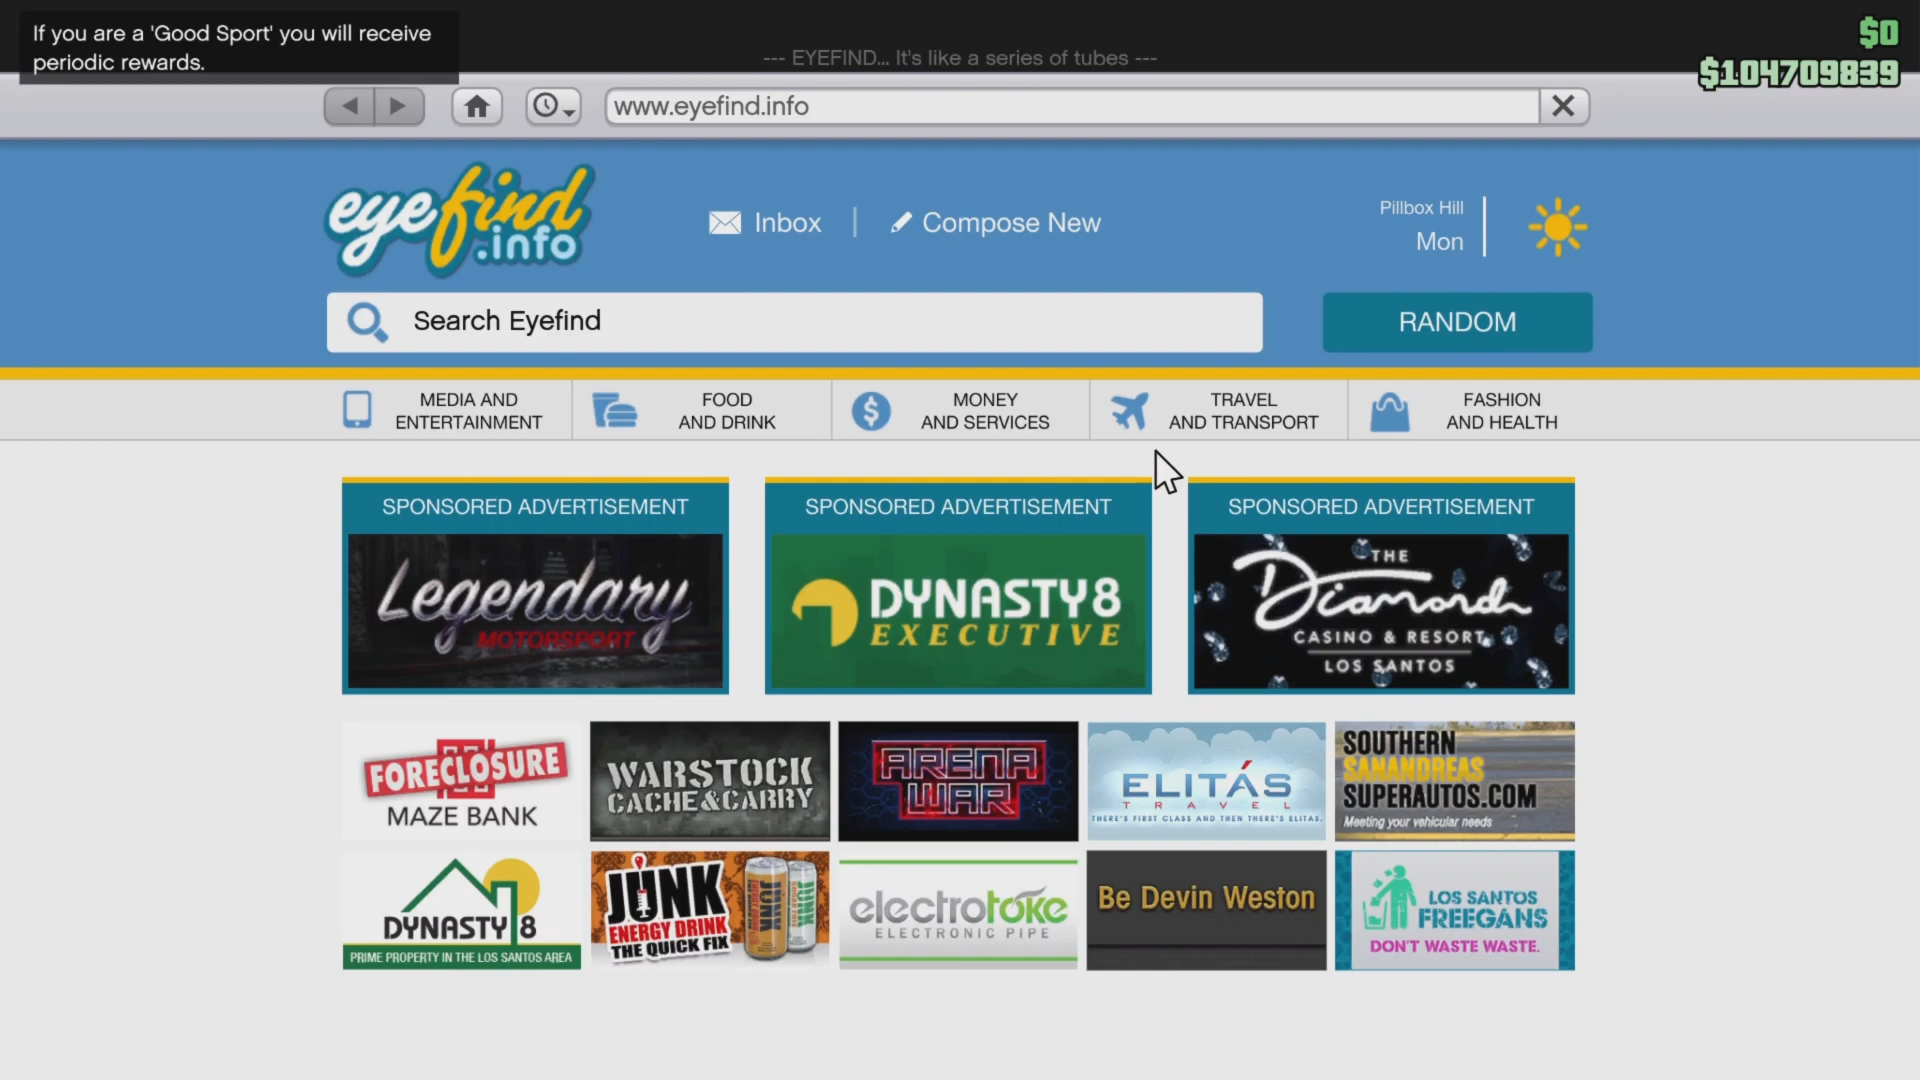 If you are a 'Good Sport' you will receive
periodic rewards.
--- EYEFIND... It's like a series of tubes ---
$0
$104709839
www.eyefind.info
eyefind
.info
Inbox
Compose New
Pillbox Hill
Mon
Search Eyefind
RANDOM
MEDIA AND
ENTERTAINMENT
FOOD
AND DRINK
MONEY
AND SERVICES
TRAVEL
AND TRANSPORT
FASHION
AND HEALTH
SPONSORED ADVERTISEMENT
Legendary
MOTORSPORT
SPONSORED ADVERTISEMENT
DYNASTY8
EXECUTIVE
SPONSORED ADVERTISEMENT
THE
Diamond
CASINO & RESORT
LOS SANTOS
FORECLOSURE
MAZE BANK
WARSTOCK
CACHE&CARRY
ARENA
WAR
ELITÁS
TRAVEL
THERE'S FIRST CLASS AND THEN THERE'S ELITAS.
SOUTHERN
SANANDREAS
SUPERAUTOS.COM
Meeting your vehicular needs
DYNASTY 8
PRIME PROPERTY IN THE LOS SANTOS AREA
JUNK
ENERGY DRINK
THE QUICK FIX
JUNK
JUNK
electrotoke
ELECTRONIC PIPE
Be Devin Weston
LOS SANTOS
FREEGANS
DON'T WASTE WASTE.